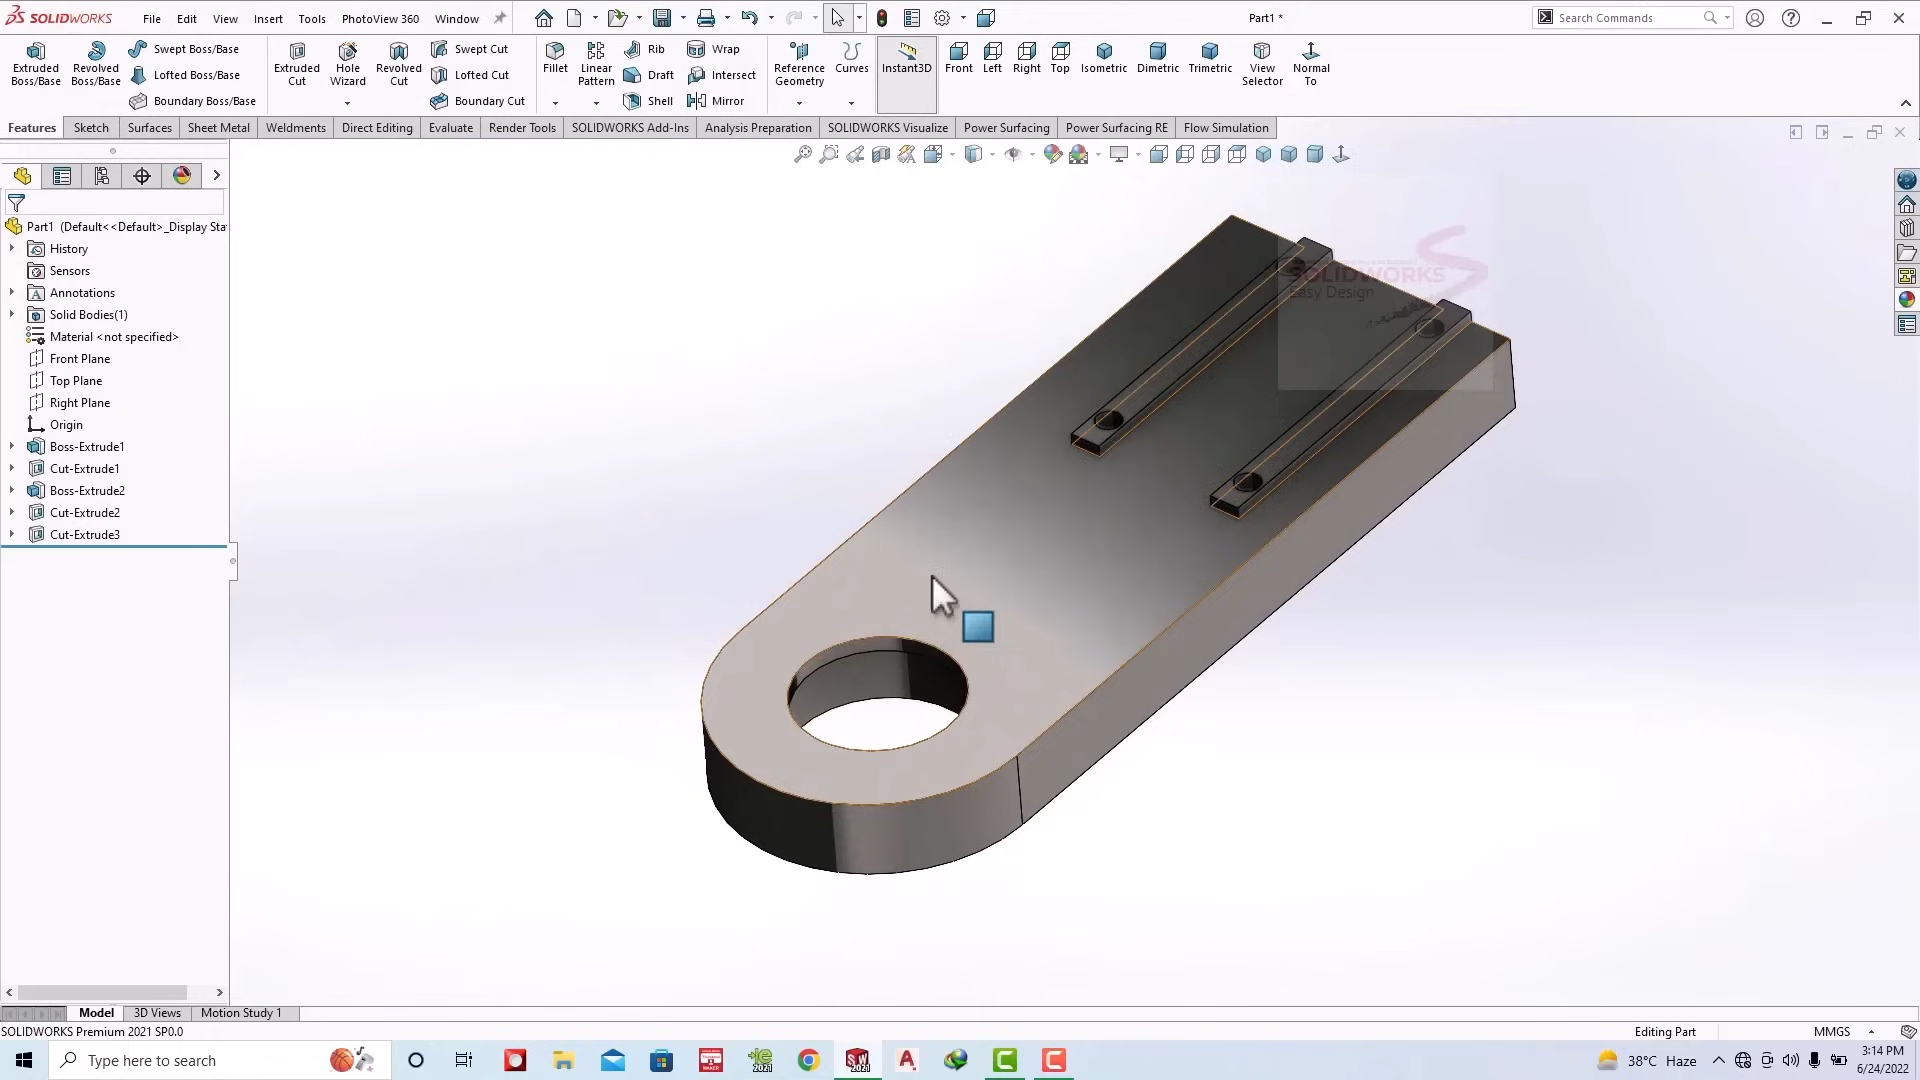 SOLIDWORKS File Edit View Insert Tools PhotoView 360 Window Part1 * Search Commands
Extruded Boss/Base
Revolved Boss/Base
Swept Boss/Base
Lofted Boss/Base
Boundary Boss/Base
Extruded Cut
Hole Wizard
Revolved Cut
Swept Cut
Lofted Cut
Boundary Cut
Fillet
Linear Pattern
Rib
Draft
Shell
Wrap
Intersect
Mirror
Reference Geometry
Curves
Instant3D
Front
Left
Right
Top
Isometric
Dimetric
Trimetric
View Selector
Normal To
Features Sketch Surfaces Sheet Metal Weldments Direct Editing Evaluate Render Tools SOLIDWORKS Add-Ins Analysis Preparation SOLIDWORKS Visualize Power Surfacing Power Surfacing RE Flow Simulation
Part1 (Default<<Default>_Display Sta
History
Sensors
Annotations
Solid Bodies(1)
Material <not specified>
Front Plane
Top Plane
Right Plane
Origin
Boss-Extrude1
Cut-Extrude1
Boss-Extrude2
Cut-Extrude2
Cut-Extrude3
SOLIDWORKS
Easy Design
Model 3D Views Motion Study 1
SOLIDWORKS Premium 2021 SP0.0 Editing Part MMGS
Type here to search
38°C Haze
3:14 PM
6/24/2022